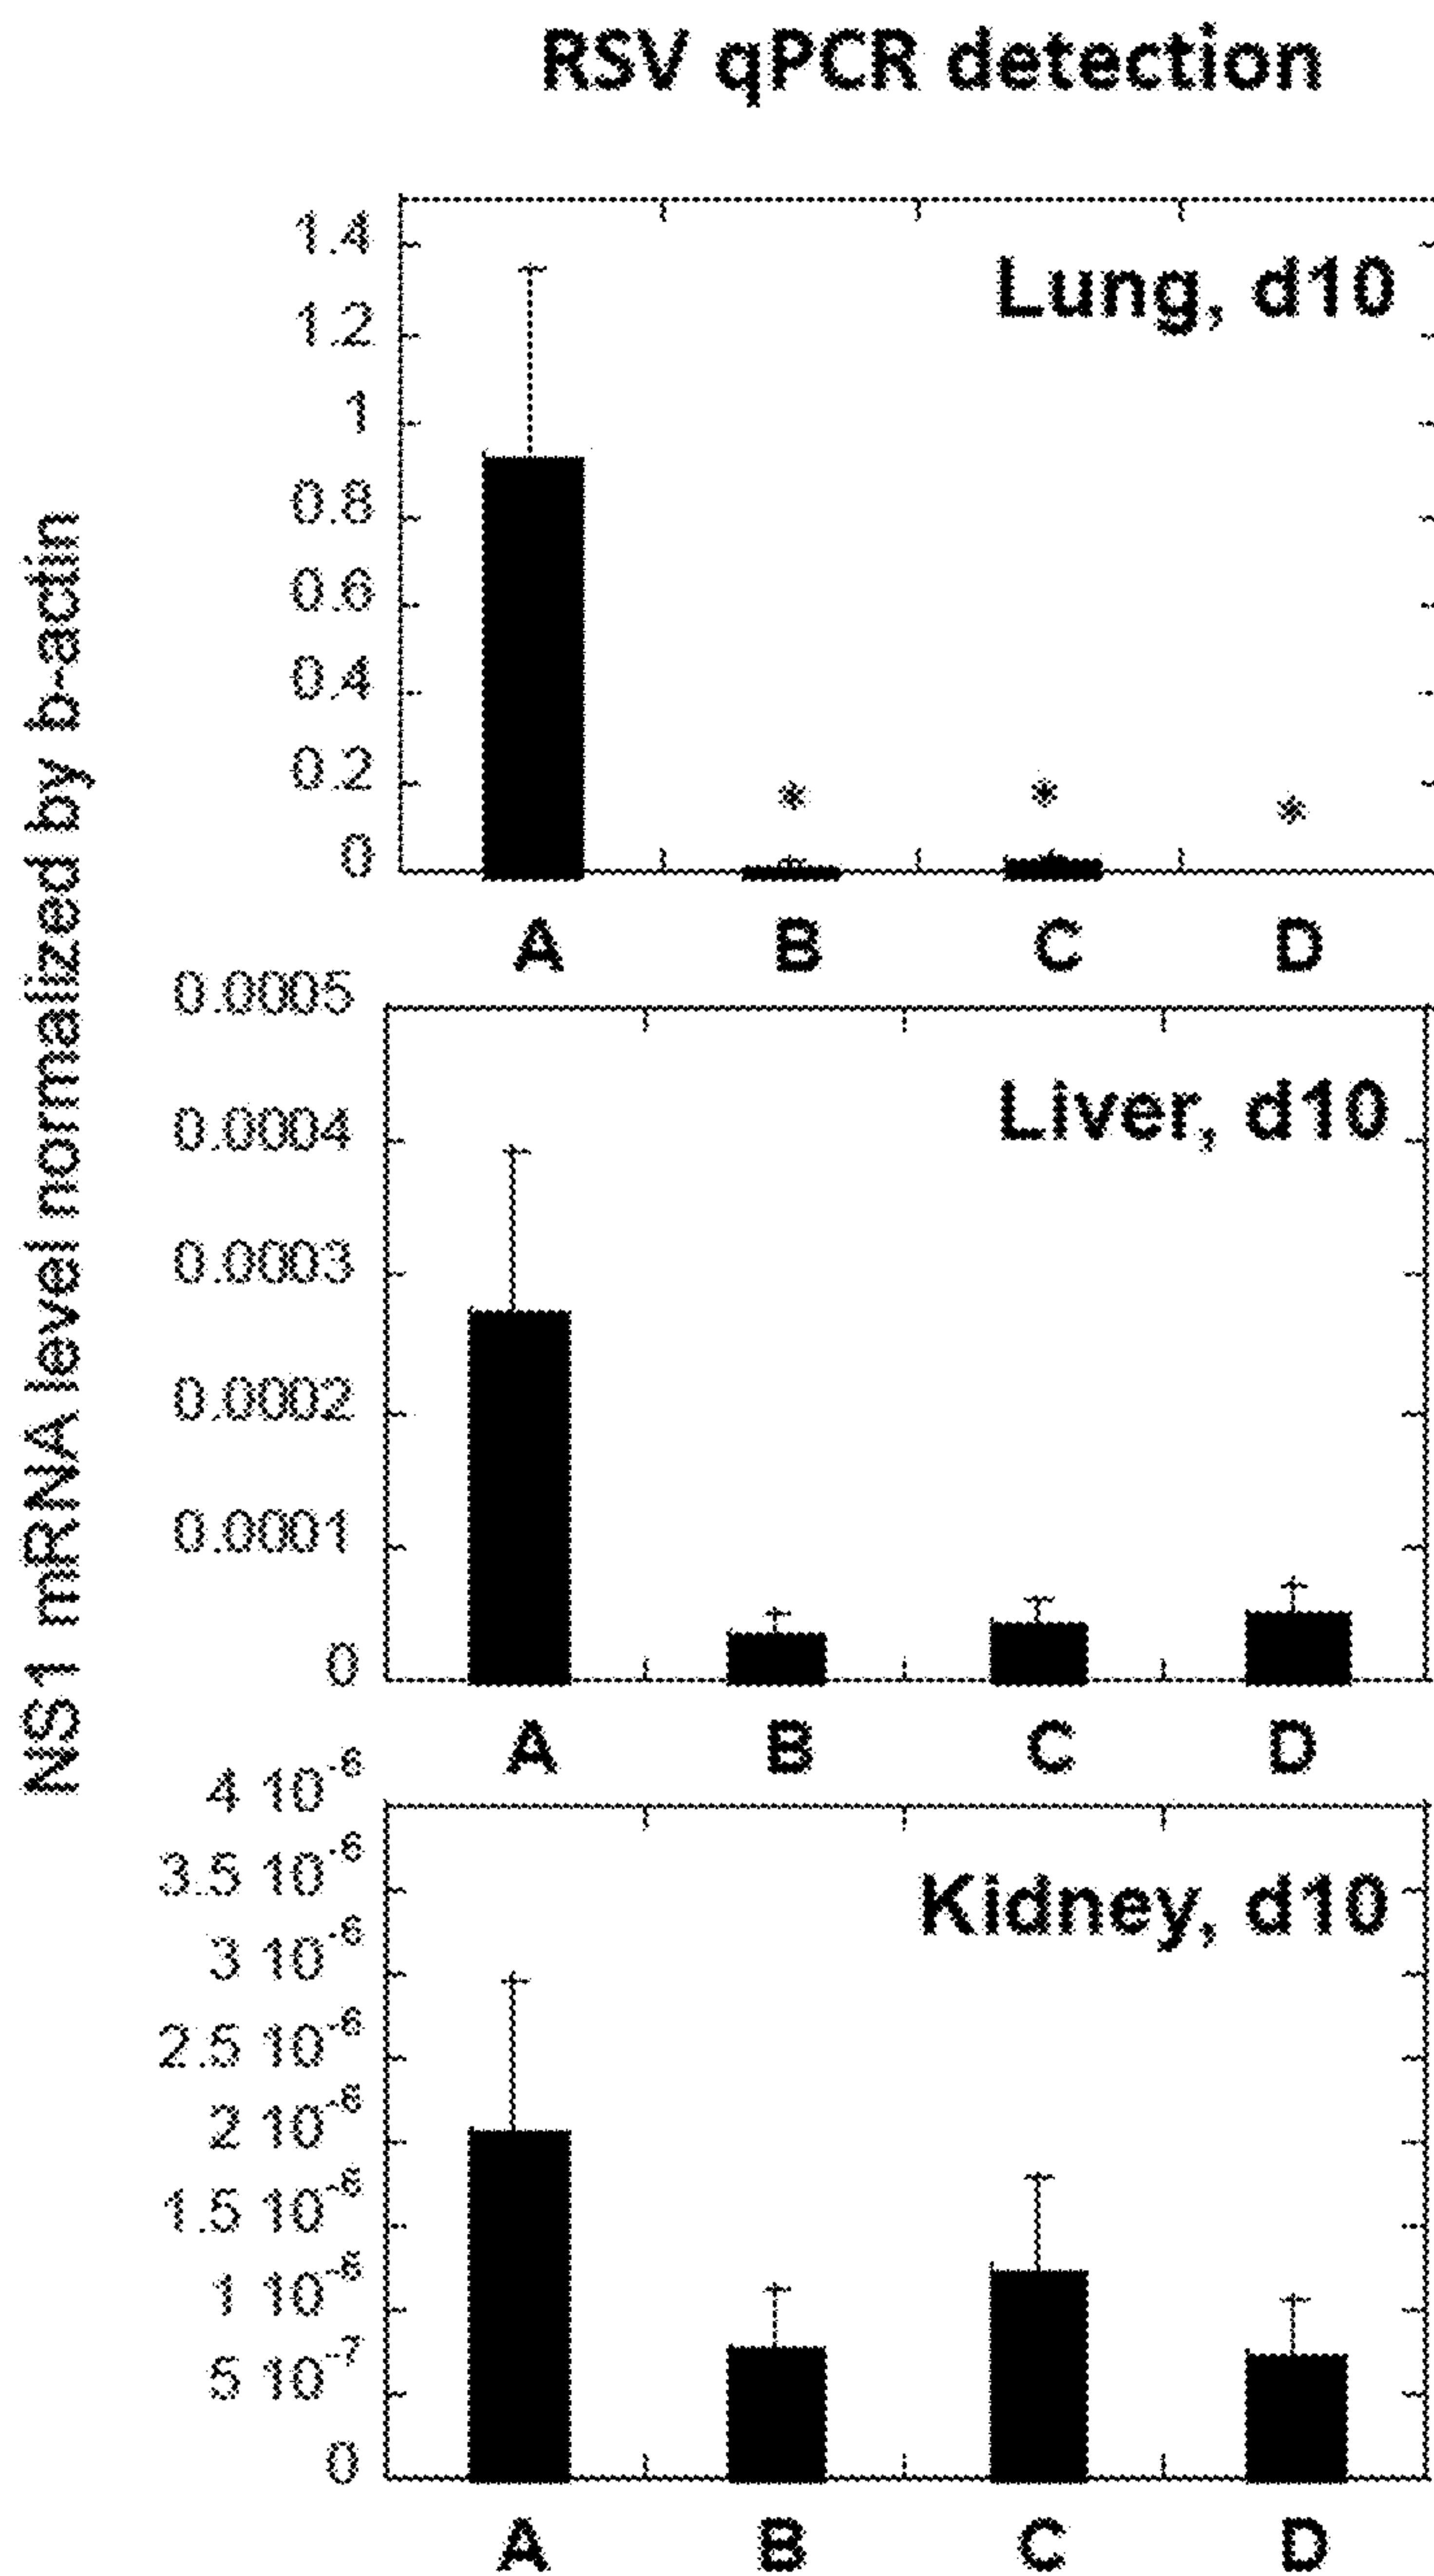 RSV qPCR detection
NS1 mRNA level normalized by b-actin
Lung, d10
1.4
1.2
1
0.8
0.6
0.4
0.2
0
* * *
A B C D
Liver, d10
0.0005
0.0004
0.0003
0.0002
0.0001
0
A B C D
Kidney, d10
4 10-6
3.5 10-6
3 10-6
2.5 10-6
2 10-6
1.5 10-6
1 10-6
5 10-7
0
A B C D